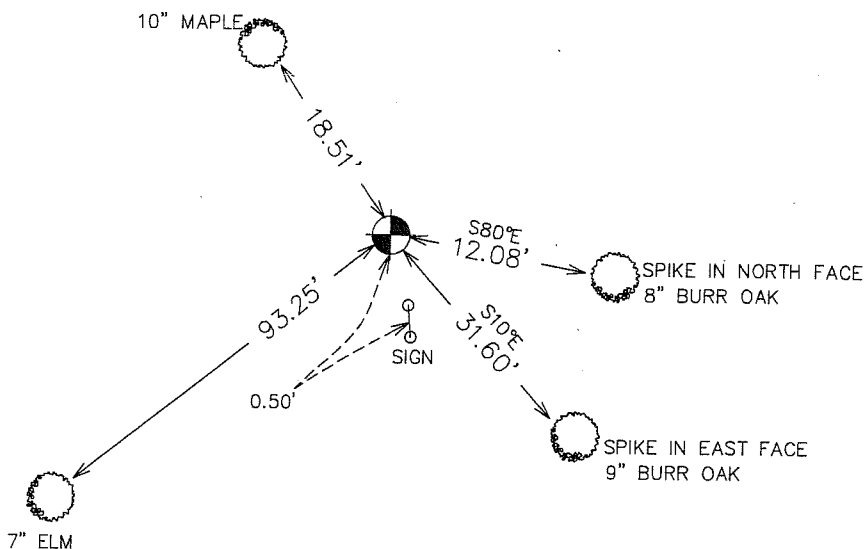 10" MAPLE
18.51'
S80°E
12.08'
SPIKE IN NORTH FACE
8" BURR OAK
93.25'
S10°E
31.60'
SIGN
0.50'
SPIKE IN EAST FACE
9" BURR OAK
7" ELM